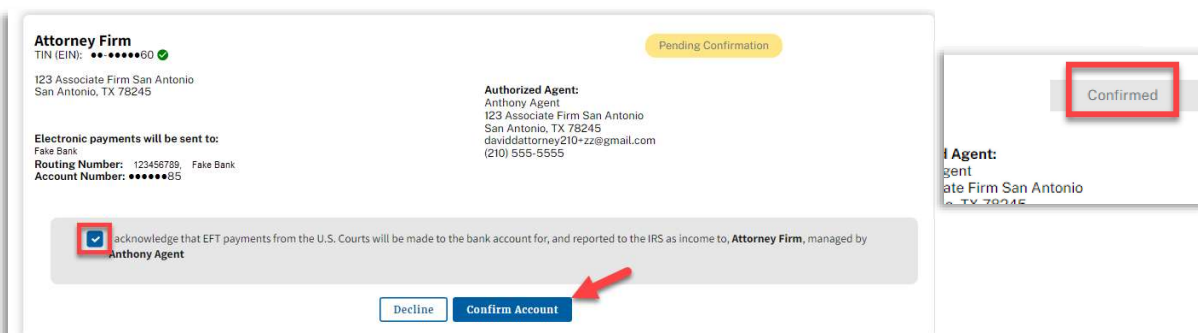 Attorney Firm
Pending Confirmation
TIN (EIN): ••-•••••60
123 Associate Firm San Antonio
San Antonio, TX 78245
Authorized Agent:
Anthony Agent
123 Associate Firm San Antonio
San Antonio, TX 78245
daviddattorney210+zz@gmail.com
(210) 555-5555
Electronic payments will be sent to:
Fake Bank
Routing Number: 123456789, Fake Bank
Account Number: ••••••85
acknowledge that EFT payments from the U.S. Courts will be made to the bank account for, and reported to the IRS as income to, Attorney Firm, managed by
Anthony Agent
Decline Confirm Account
Confirmed
d Agent:
gent
ate Firm San Antonio
TX 78245